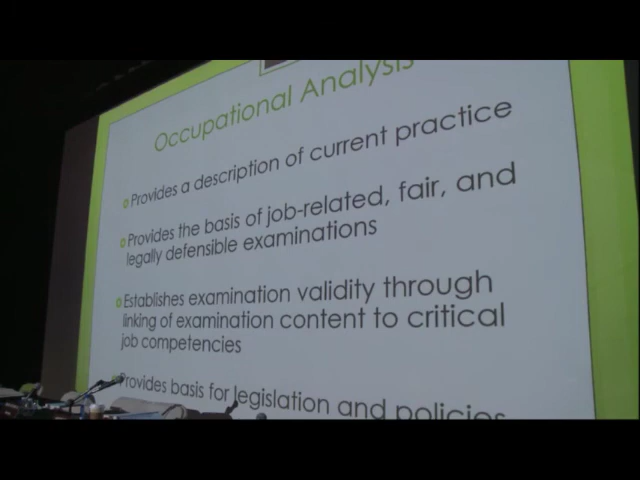 Occupational Analysis
Provides a description of current practice
Provides the basis of job-related, fair, and
legally defensible examinations
Establishes examination validity through
linking of examination content to critical
job competencies
Provides basis for legislation and policies